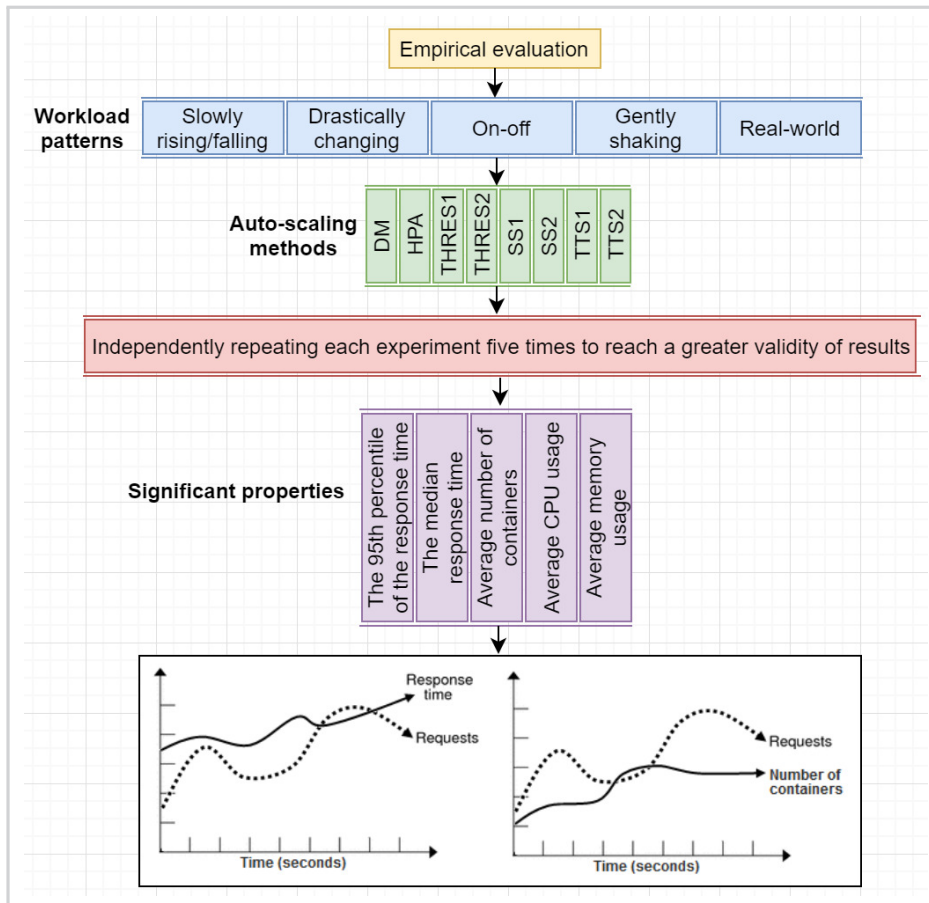 Empirical evaluation
Workload
patterns
Slowly
rising/falling
Drastically
changing
On-off
Gently
shaking
Real-world
Auto-scaling
methods
DM
HPA
THRES1
THRES2
SS1
SS2
TTS1
TTS2
Independently repeating each experiment five times to reach a greater validity of results
Significant properties
The 95th percentile
of the response time
The median
response time
Average number of
containers
Average CPU usage
Average memory
usage
Response
time
Requests
Time (seconds)
Requests
Number of
containers
Time (seconds)